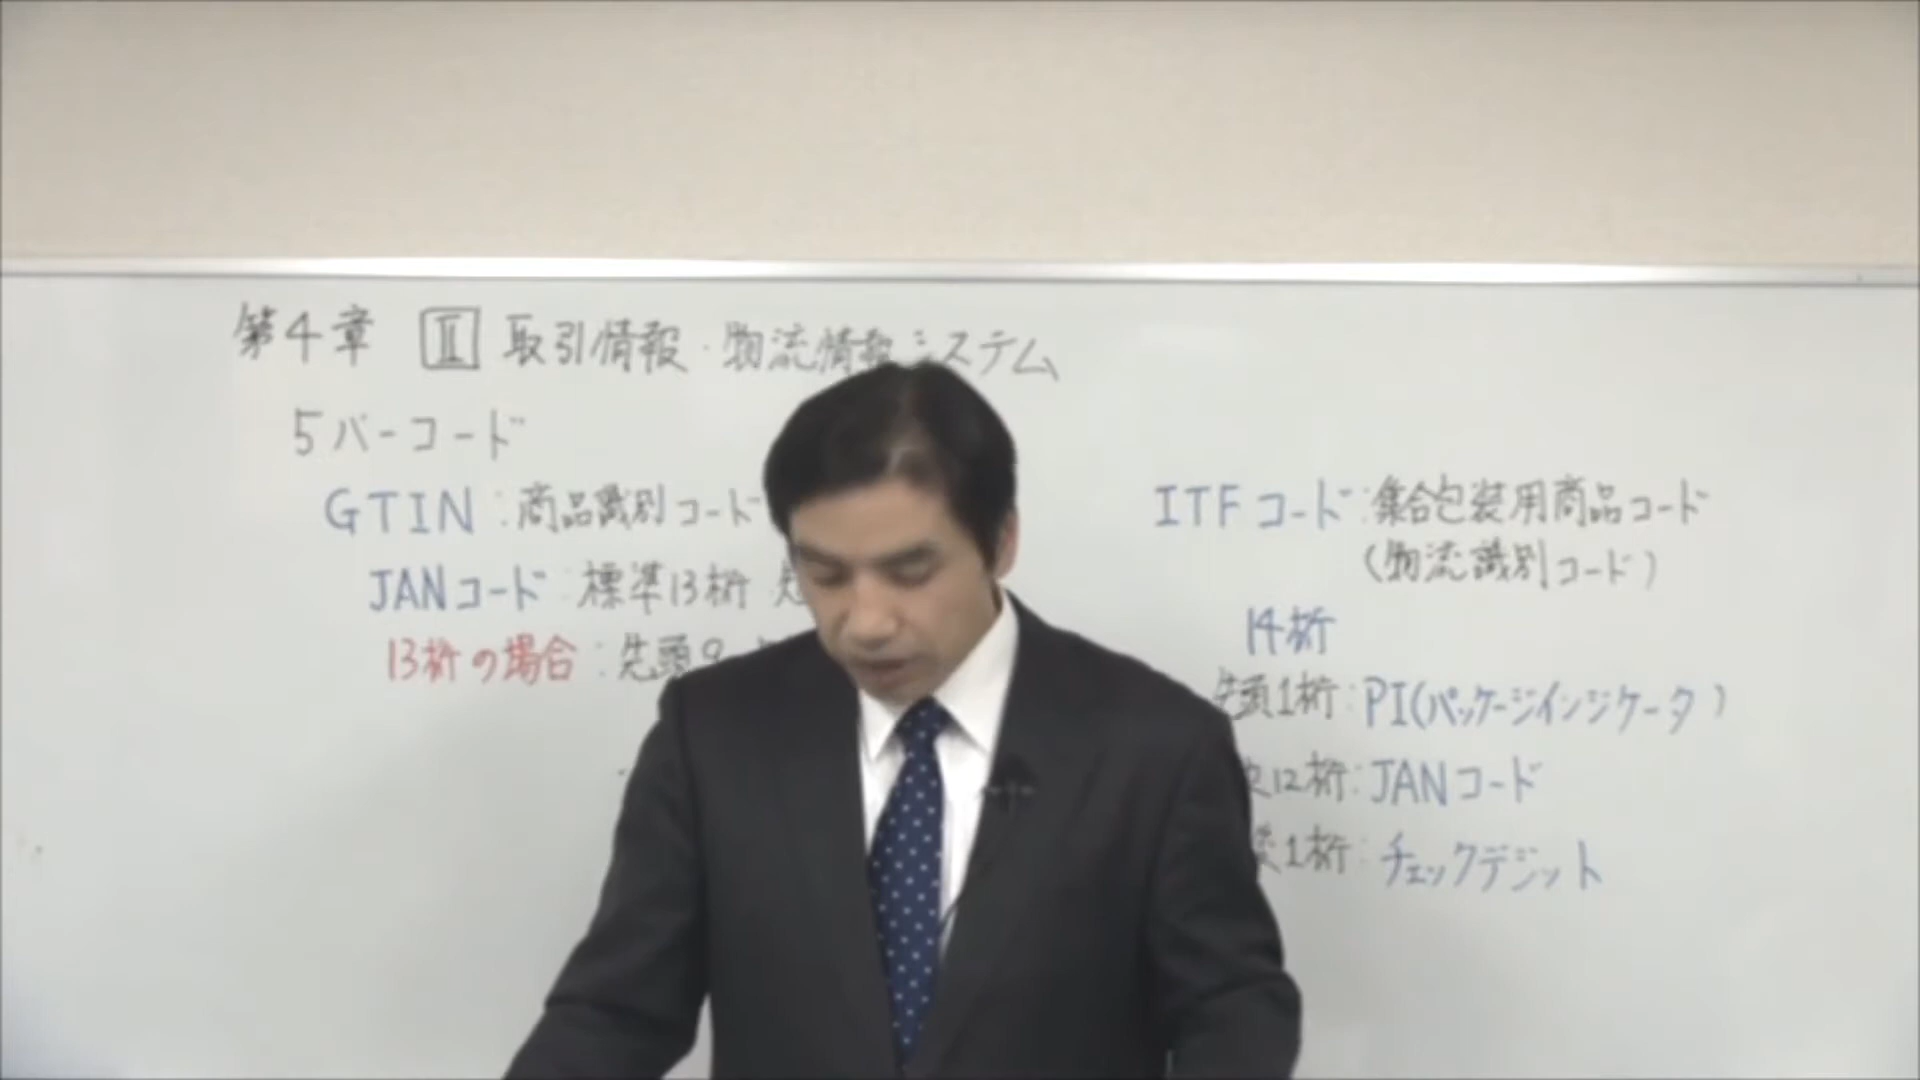 第4章 Ⅱ 取引情報・物流情報システム
5 バーコード
GTIN:商品識別コード
JANコード:標準13桁
13桁の場合:先頭9
ITFコード:集合包装用商品コード
(物流識別コード)
14桁
先頭1桁:PI(パッケージインジケータ)
12桁:JANコード
1桁:チェックデジット